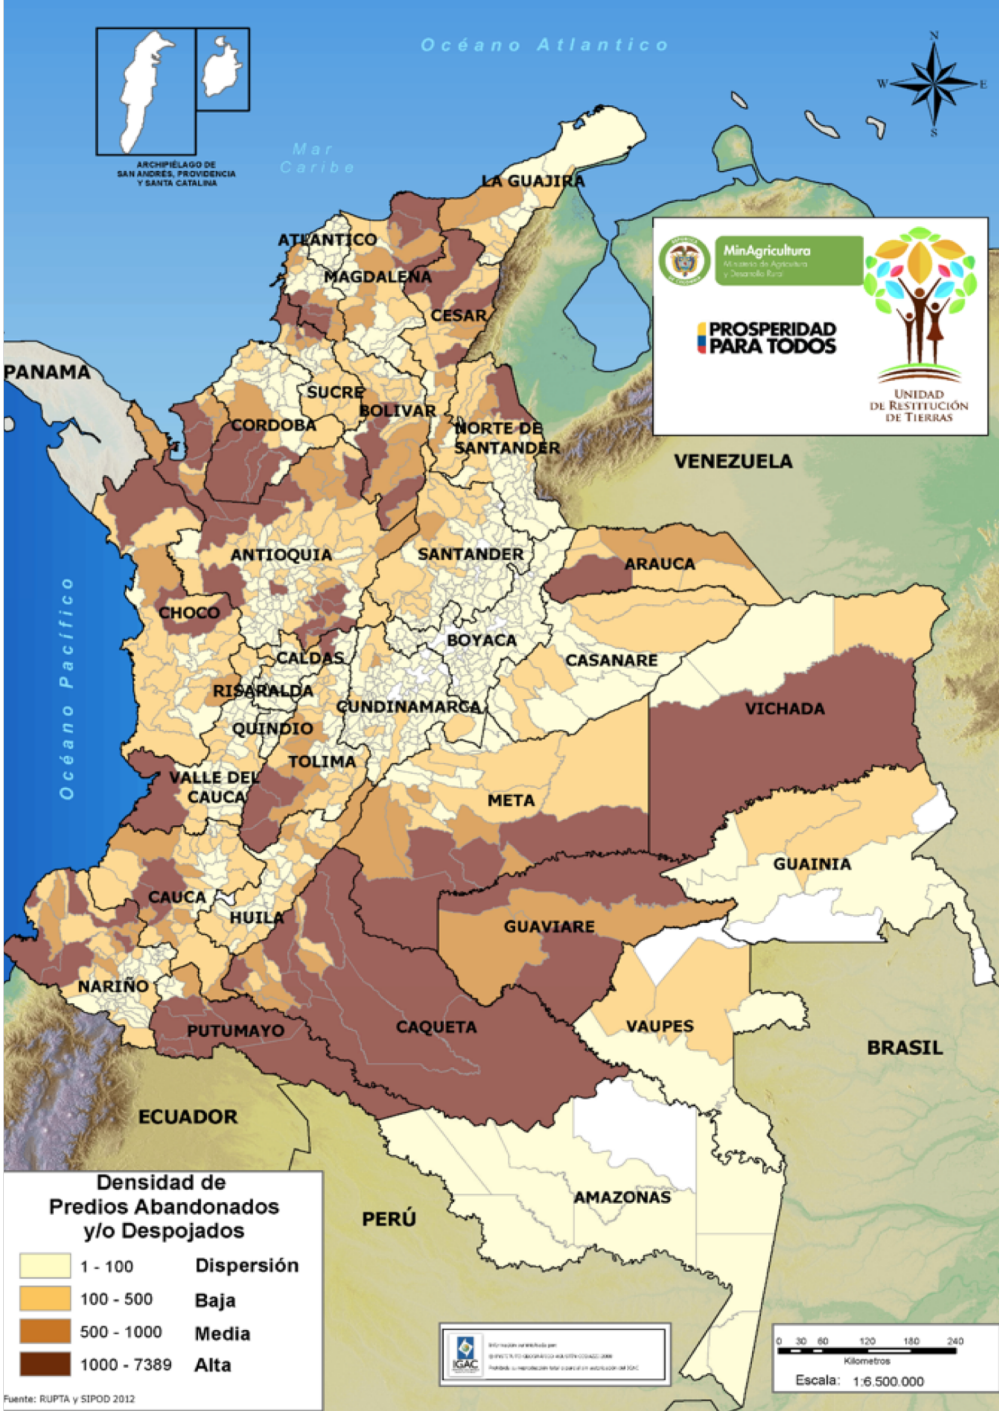 Océano Atlantico
N
W
E
S
ARCHIPIÉLAGO DE
SAN ANDRÉS, PROVIDENCIA
Y SANTA CATALINA
Mar
Caribe
LA GUAJIRA
ATLANTICO
MAGDALENA
CESAR
MinAgricultura
Ministerio de Agricultura
y Desarrollo Rural
PROSPERIDAD
PARA TODOS
UNIDAD
DE RESTITUCIÓN
DE TIERRAS
PANAMA
SUCRE
BOLIVAR
CORDOBA
NORTE DE
SANTANDER
VENEZUELA
ANTIOQUIA
SANTANDER
ARAUCA
Océano Pacífico
CHOCO
BOYACA
CALDAS
CASANARE
RISARALDA
CUNDINAMARCA
VICHADA
QUINDIO
TOLIMA
VALLE DEL
CAUCA
META
GUAINIA
CAUCA
HUILA
GUAVIARE
NARIÑO
PUTUMAYO
CAQUETA
VAUPES
BRASIL
ECUADOR
AMAZONAS
PERÚ
Densidad de
Predios Abandonados
y/o Despojados
1 - 100 Dispersión
100 - 500 Baja
500 - 1000 Media
1000 - 7389 Alta
Fuente: RUPTA y SIPOD 2012
IGAC
0 30 60 120 180 240
Kilometros
Escala: 1:6.500.000